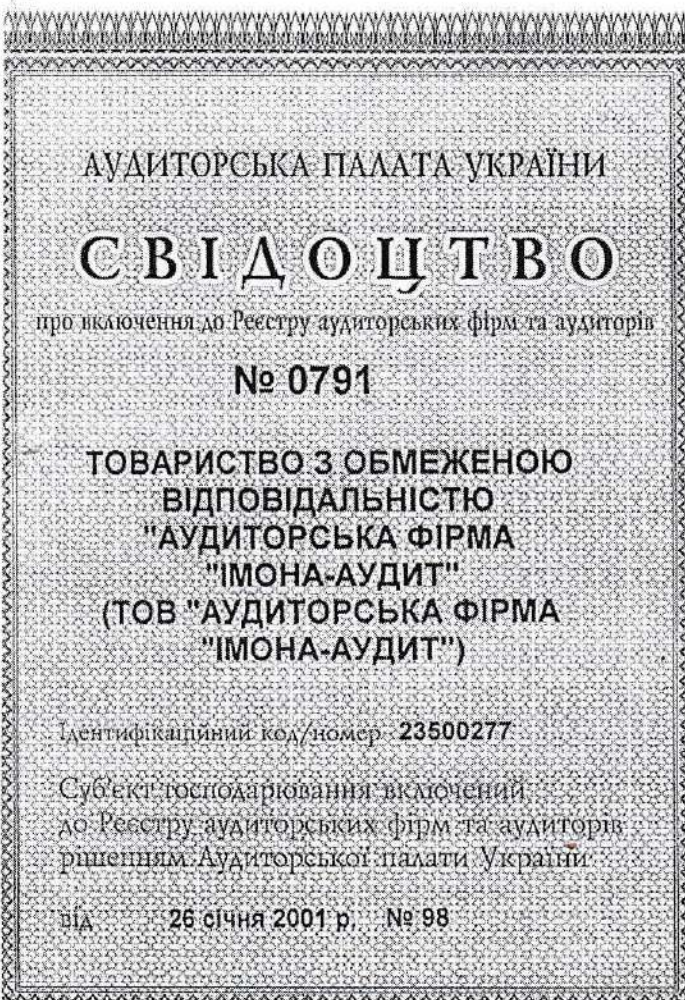 АУДИТОРСЬКА ПАЛАТА УКРАЇНИ
СВІДОЦТВО
про включення до Реєстру аудиторських фірм та аудиторів
№ 0791
ТОВАРИСТВО З ОБМЕЖЕНОЮ
ВІДПОВІДАЛЬНІСТЮ
"АУДИТОРСЬКА ФІРМА
"ІМОНА-АУДИТ"
(ТОВ "АУДИТОРСЬКА ФІРМА
"ІМОНА-АУДИТ")
Ідентифікаційний код/номер 23500277
Суб'єкт господарювання включений
до Реєстру аудиторських фірм та аудиторів
рішенням Аудиторської палати України
від 26 січня 2001 р. № 98